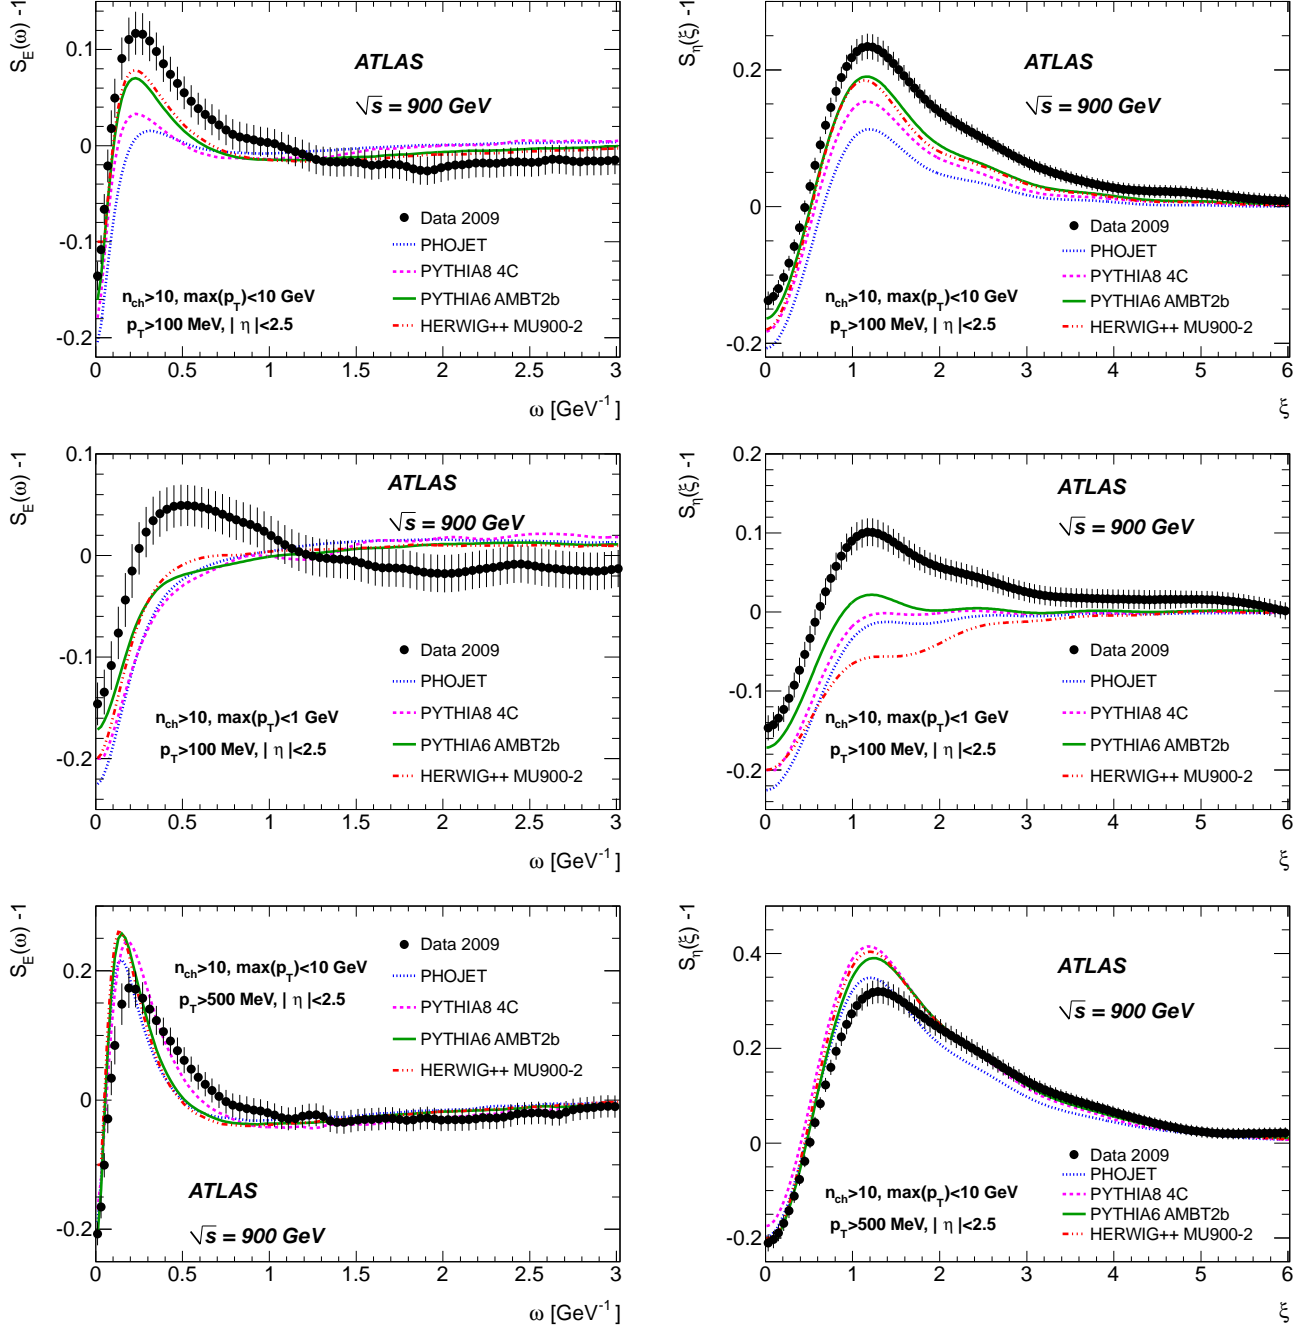 S_E(ω) -1
0.1
0
-0.1
-0.2
ATLAS
√s = 900 GeV
Data 2009
PHOJET
PYTHIA8 4C
PYTHIA6 AMBT2b
HERWIG++ MU900-2
n_ch>10, max(p_T)<10 GeV
p_T>100 MeV, | η |<2.5
0 0.5 1 1.5 2 2.5 3
ω [GeV^-1]
S_η(ξ) -1
0.2
0
-0.2
ATLAS
√s = 900 GeV
Data 2009
PHOJET
PYTHIA8 4C
PYTHIA6 AMBT2b
HERWIG++ MU900-2
n_ch>10, max(p_T)<10 GeV
p_T>100 MeV, | η |<2.5
0 1 2 3 4 5 6
ξ
S_E(ω) -1
0.1
0
-0.1
-0.2
ATLAS
√s = 900 GeV
Data 2009
PHOJET
PYTHIA8 4C
PYTHIA6 AMBT2b
HERWIG++ MU900-2
n_ch>10, max(p_T)<1 GeV
p_T>100 MeV, | η |<2.5
0 0.5 1 1.5 2 2.5 3
ω [GeV^-1]
S_η(ξ) -1
0.2
0.1
0
-0.1
-0.2
ATLAS
√s = 900 GeV
Data 2009
PHOJET
PYTHIA8 4C
PYTHIA6 AMBT2b
HERWIG++ MU900-2
n_ch>10, max(p_T)<1 GeV
p_T>100 MeV, | η |<2.5
0 1 2 3 4 5 6
ξ
S_E(ω) -1
0.2
0
-0.2
Data 2009
PHOJET
PYTHIA8 4C
PYTHIA6 AMBT2b
HERWIG++ MU900-2
n_ch>10, max(p_T)<10 GeV
p_T>500 MeV, | η |<2.5
ATLAS
√s = 900 GeV
0 0.5 1 1.5 2 2.5 3
ω [GeV^-1]
S_η(ξ) -1
0.4
0.2
0
-0.2
ATLAS
√s = 900 GeV
Data 2009
PHOJET
PYTHIA8 4C
PYTHIA6 AMBT2b
HERWIG++ MU900-2
n_ch>10, max(p_T)<10 GeV
p_T>500 MeV, | η |<2.5
0 1 2 3 4 5 6
ξ